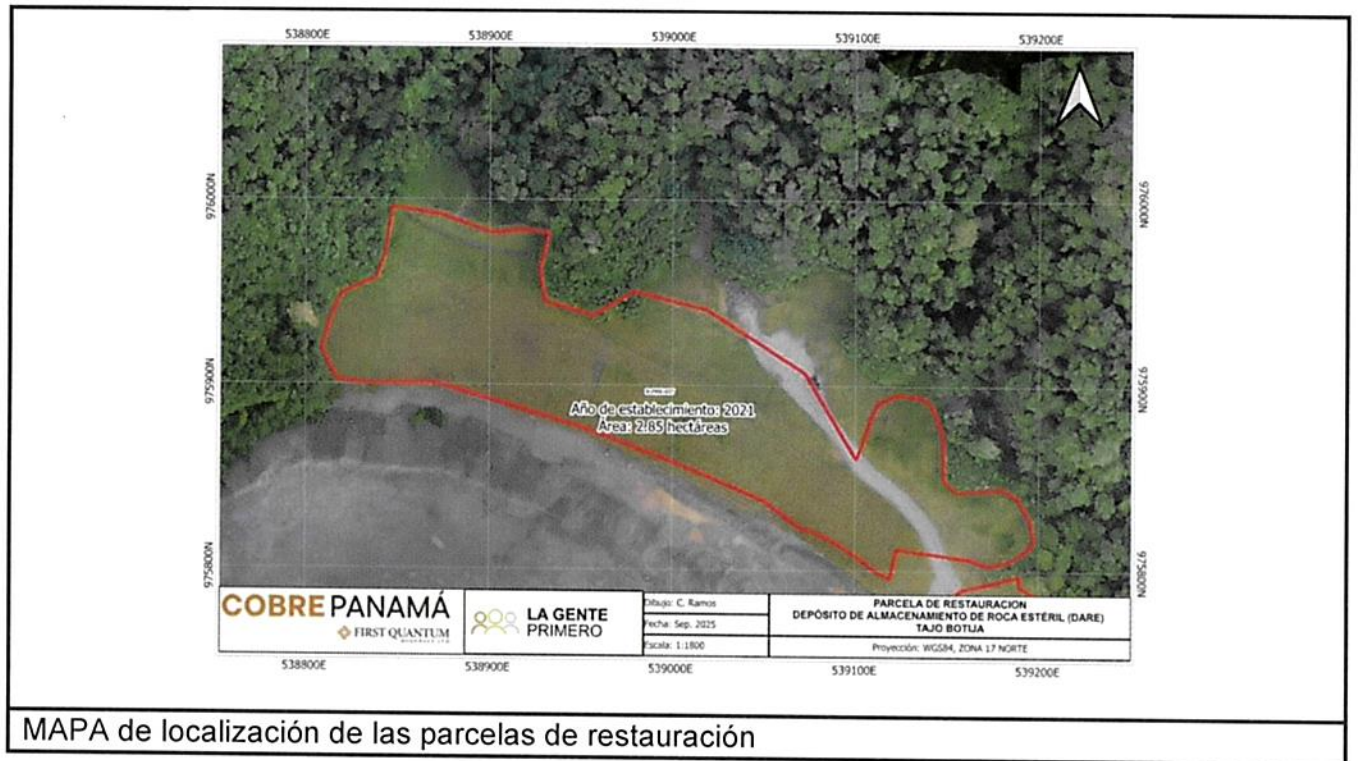 538800E 538900E 539000E 539100E 539200E
976000N
976000N
975900N
975900N
Año de establecimiento: 2021
Área: 2.85 hectáreas
975800N
975800N
COBRE PANAMÁ
FIRST QUANTUM
LA GENTE
PRIMERO
Dibujo: C. Ramos
Fecha: Sep. 2025
Escala: 1:1800
PARCELA DE RESTAURACION
DEPÓSITO DE ALMACENAMIENTO DE ROCA ESTÉRIL (DARE)
TAJO BOTIJA
Proyección: WGS84, ZONA 17 NORTE
538800E 538900E 539000E 539100E 539200E
MAPA de localización de las parcelas de restauración